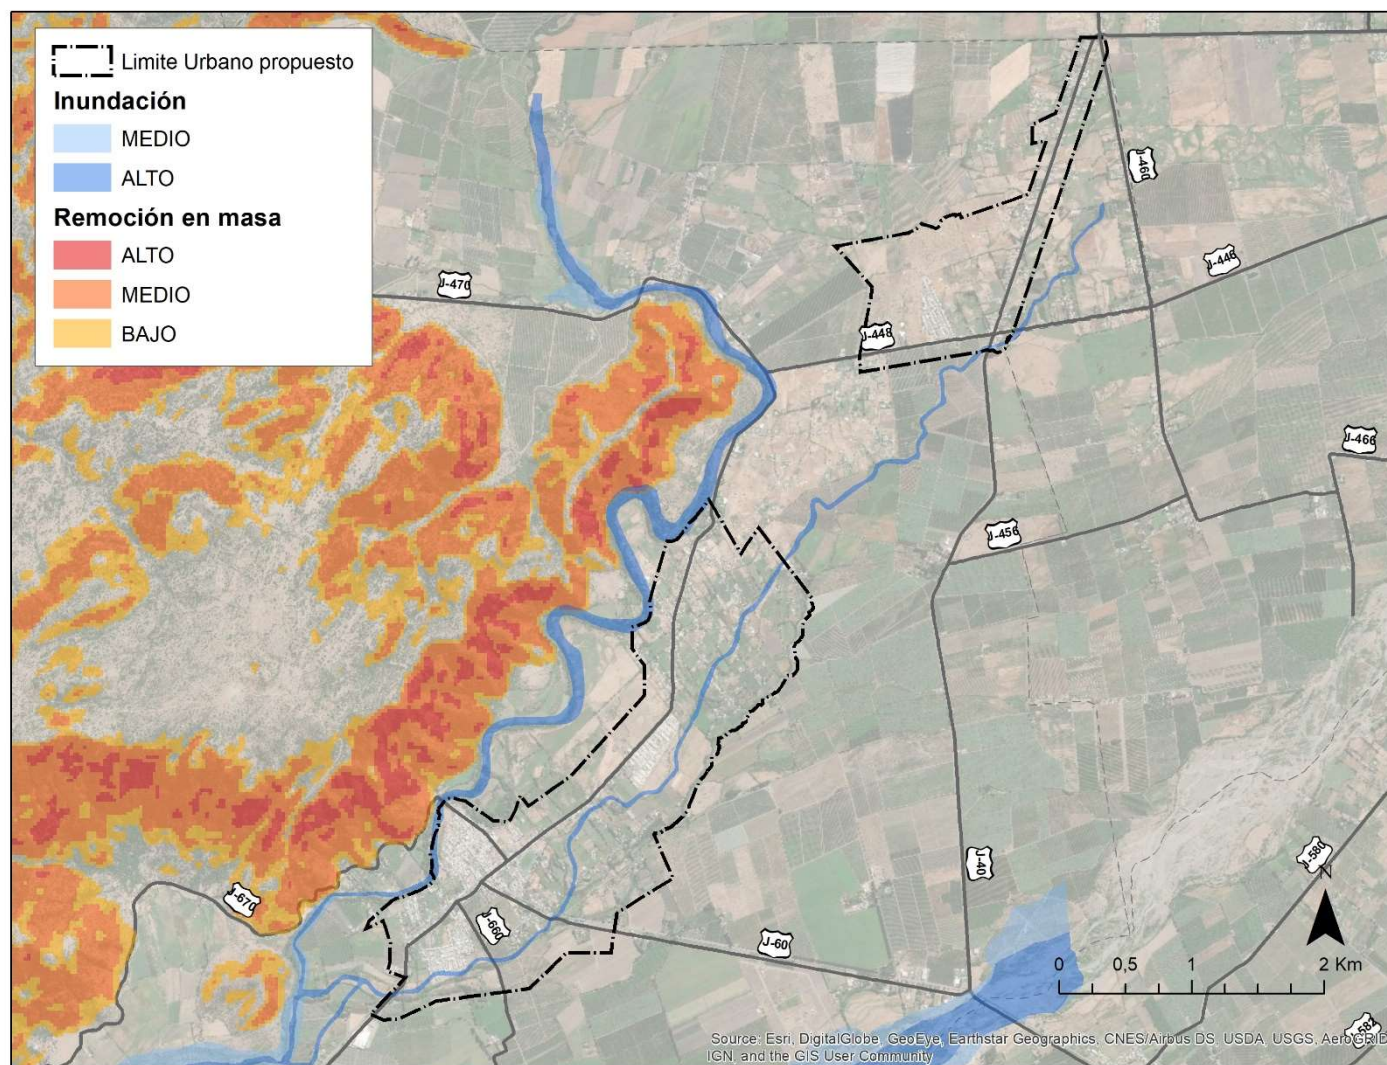 Limite Urbano propuesto
Inundación
MEDIO
ALTO
Remoción en masa
ALTO
MEDIO
BAJO
J-460
J-446
J-470
J-448
J-466
J-456
J-40
J-580
N
J-670
J-660
J-60
0 0,5 1 2 Km
J-582
Source: Esri, DigitalGlobe, GeoEye, Earthstar Geographics, CNES/Airbus DS, USDA, USGS, AeroGRID,
IGN, and the GIS User Community